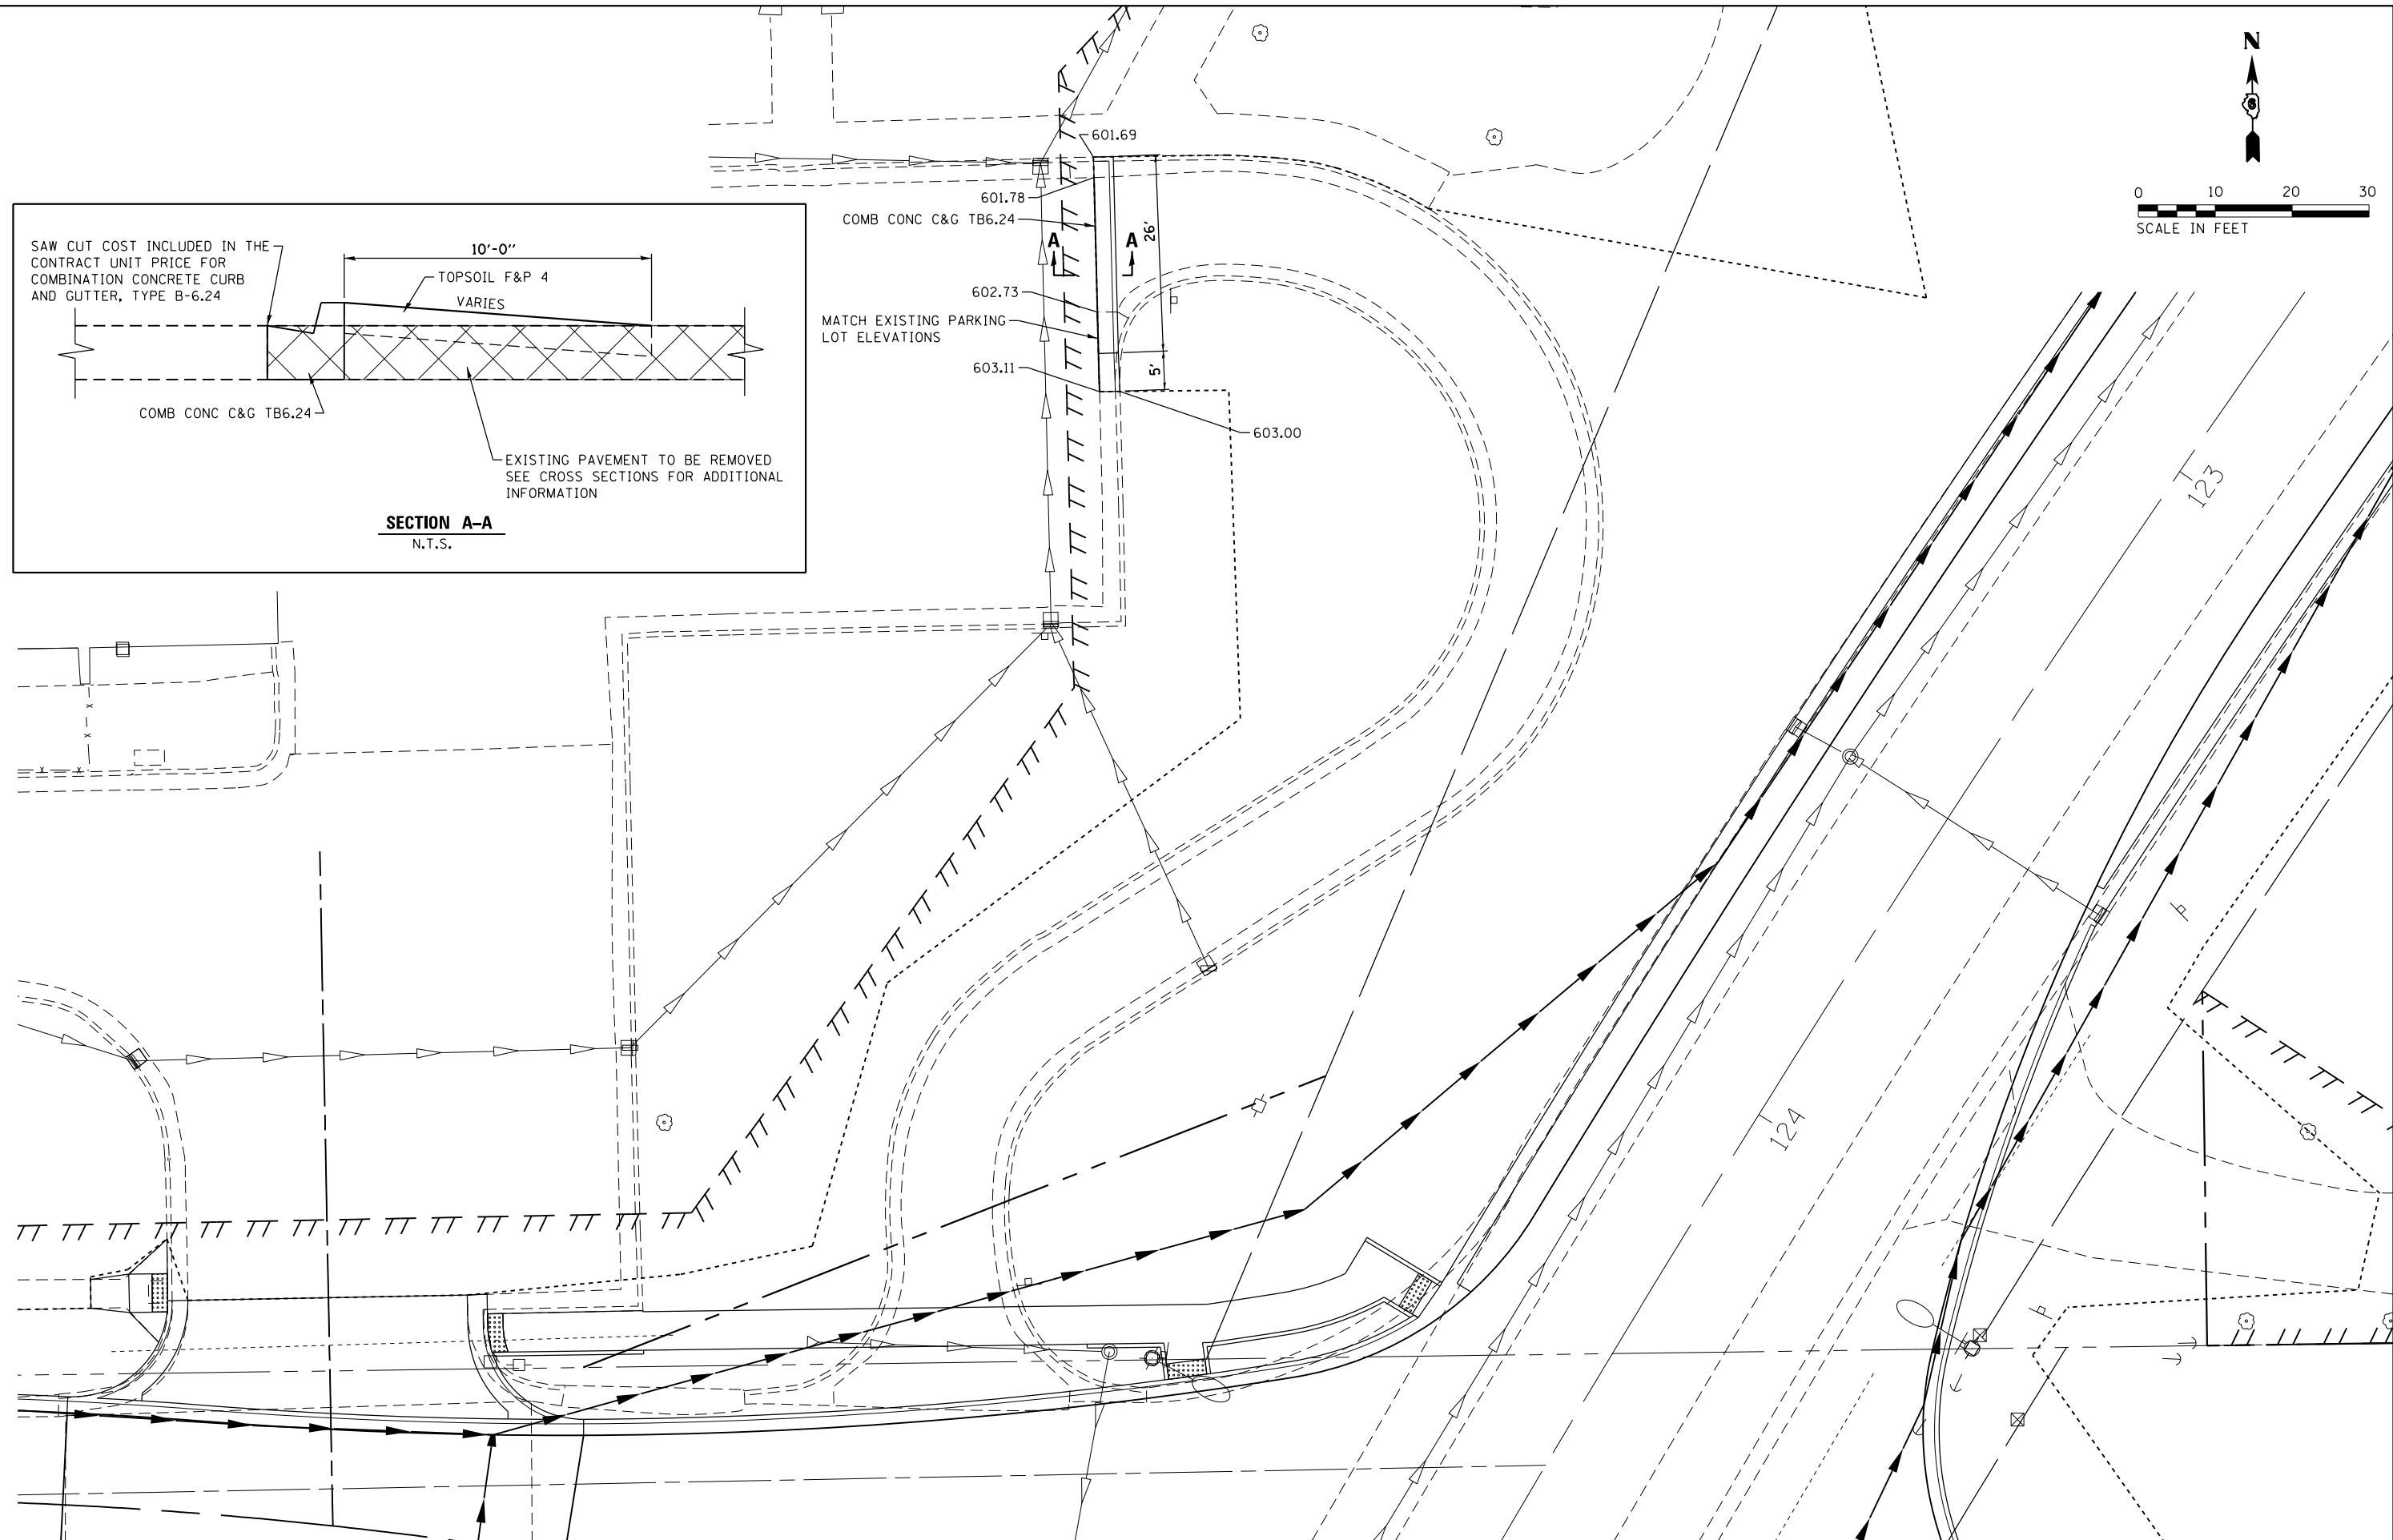 N
0 10 20 30
SCALE IN FEET
601.69
601.78
COMB CONC C&G TB6.24
A A
26'
602.73
MATCH EXISTING PARKING
LOT ELEVATIONS
603.11
5'
603.00
SAW CUT COST INCLUDED IN THE
CONTRACT UNIT PRICE FOR
COMBINATION CONCRETE CURB
AND GUTTER, TYPE B-6.24
10'-0"
TOPSOIL F&P 4
VARIES
COMB CONC C&G TB6.24
EXISTING PAVEMENT TO BE REMOVED
SEE CROSS SECTIONS FOR ADDITIONAL
INFORMATION
SECTION A-A
N.T.S.
123
124